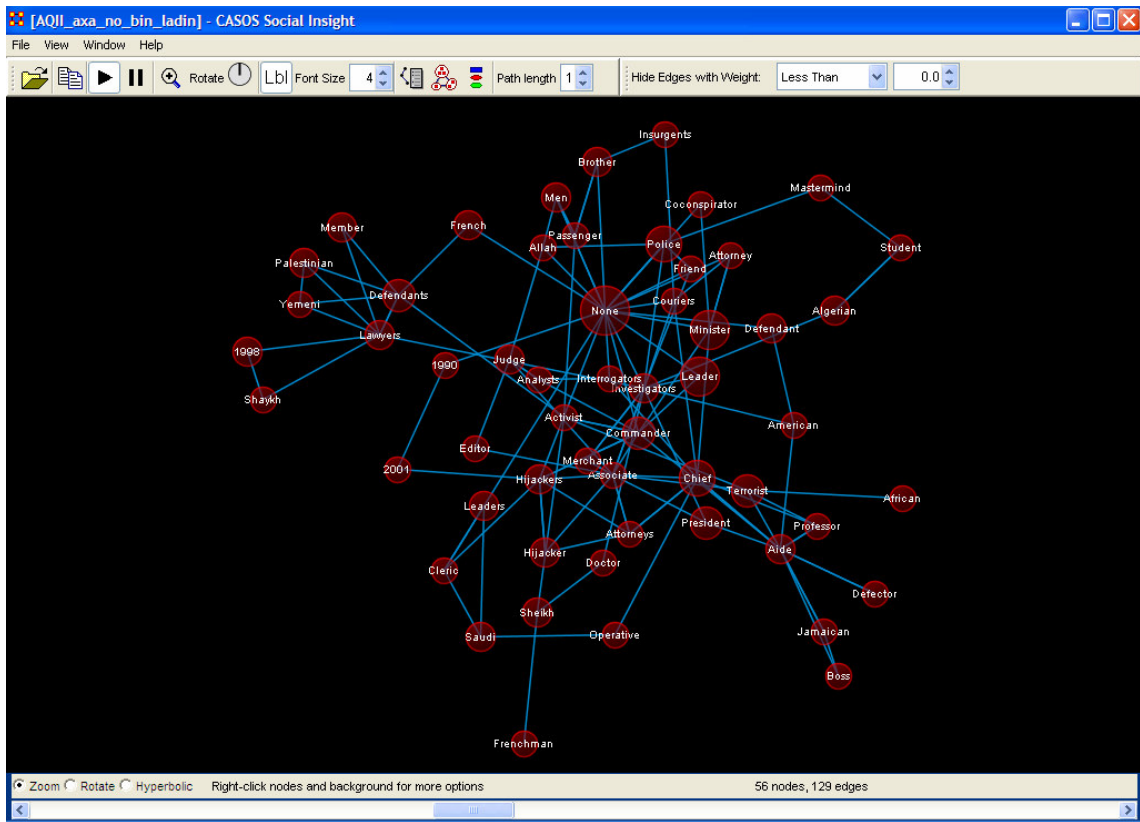 [AQII_axa_no_bin_ladin] - CASOS Social Insight
File View Window Help
Rotate Lbl Font Size 4 Path length 1 Hide Edges with Weight: Less Than 0.0
Insurgents
Brother
Mastermind
Men
Coconspirator
Member
French
Passenger
Police
Allah
Student
Attorney
Palestinian
Friend
Defendants
Yemeni
Couriers
None
Algerian
Minister
Defendant
Lawyers
1998
1990
Judge
Analysts
Interrogators
Leader
Investigators
Shaykh
Activist
American
Commander
Editor
Merchant
2001
Hijackers
Associate
Chief
Terrorist
African
Leaders
President
Professor
Attorneys
Hijacker
Aide
Doctor
Cleric
Defector
Sheikh
Jamaican
Saudi
Operative
Boss
Frenchman
Zoom Rotate Hyperbolic Right-click nodes and background for more options 56 nodes, 129 edges